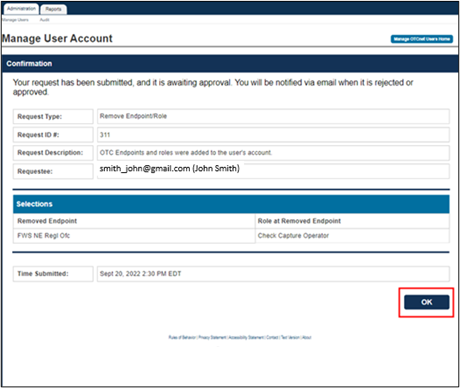 Administration Reports
Manage Users Audit
Manage User Account
Manage OTCnet Users Home
Confirmation
Your request has been submitted, and it is awaiting approval. You will be notified via email when it is rejected or
approved.
Request Type: Remove Endpoint/Role
Request ID #: 311
Request Description: OTC Endpoints and roles were added to the user's account.
Requestee: smith_john@gmail.com (John Smith)
Selections
Removed Endpoint Role at Removed Endpoint
FWS NE Regl Ofc Check Capture Operator
Time Submitted: Sept 20, 2022 2:30 PM EDT
OK
Rules of Behavior | Privacy Statement | Accessibility Statement | Contact | Text Version | About